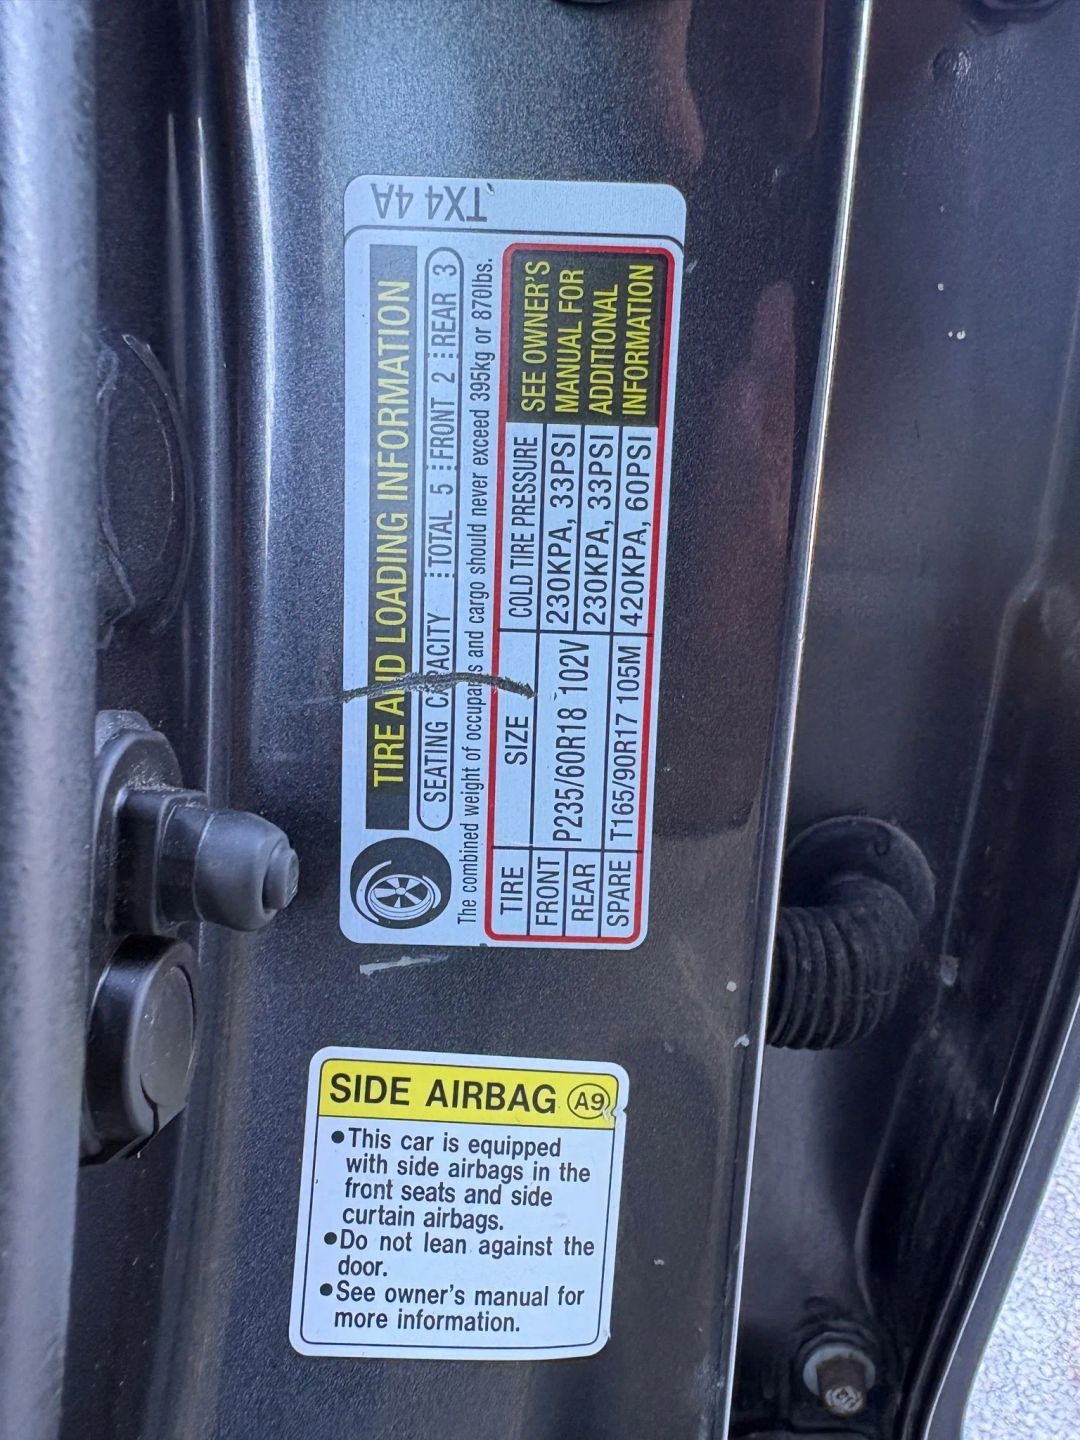 TX4 4A
TIRE AND LOADING INFORMATION
SEATING CAPACITY TOTAL 5 FRONT 2 REAR 3
The combined weight of occupants and cargo should never exceed 395kg or 870lbs.
TIRE SIZE COLD TIRE PRESSURE
FRONT P235/60R18 102V 230KPA, 33PSI
REAR 230KPA, 33PSI
SPARE T165/90R17 105M 420KPA, 60PSI
SEE OWNER'S
MANUAL FOR
ADDITIONAL
INFORMATION
SIDE AIRBAG A9
●This car is equipped
with side airbags in the
front seats and side
curtain airbags.
●Do not lean against the
door.
●See owner's manual for
more information.